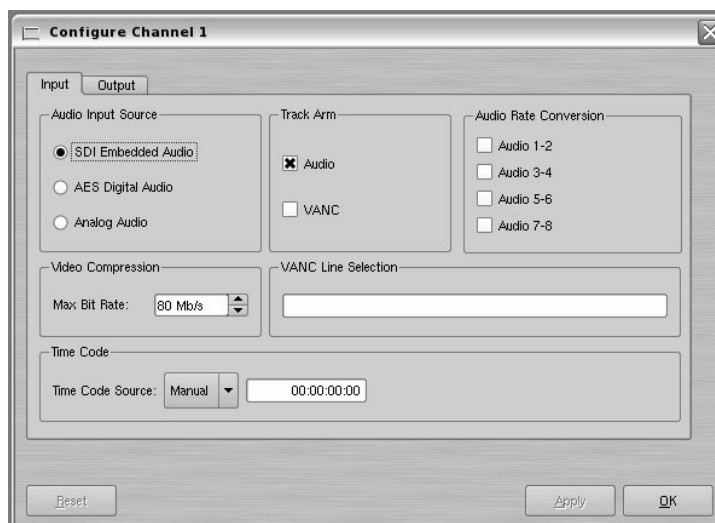 Configure Channel 1
Input
Output
Audio Input Source
SDI Embedded Audio
AES Digital Audio
Analog Audio
Track Arm
Audio
VANC
Audio Rate Conversion
Audio 1-2
Audio 3-4
Audio 5-6
Audio 7-8
Video Compression
Max Bit Rate: 80 Mb/s
VANC Line Selection
Time Code
Time Code Source: Manual 00:00:00:00
Reset
Apply
OK